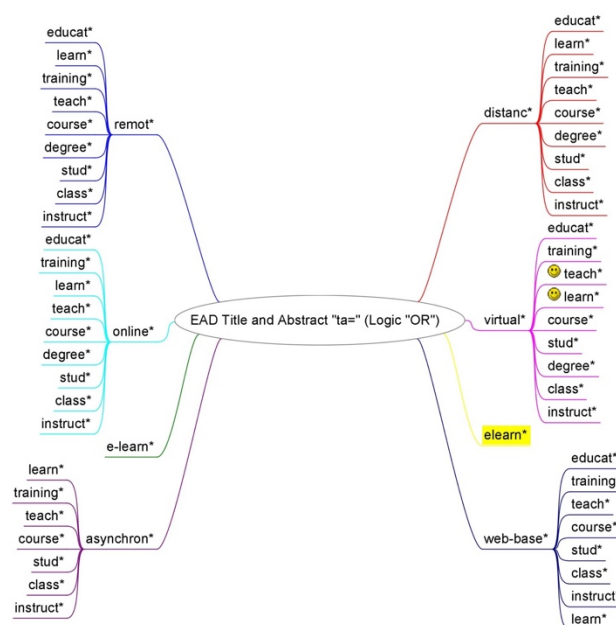 educat*
learn*
training*
teach*
course*
degree*
stud*
class*
instruct*
remot*
educat*
training*
learn*
teach*
course*
degree*
stud*
class*
instruct*
online*
e-learn*
learn*
training*
teach*
course*
stud*
class*
instruct*
asynchron*
EAD Title and Abstract "ta=" (Logic "OR")
distanc*
educat*
learn*
training*
teach*
course*
degree*
stud*
class*
instruct*
virtual*
educat*
training*
teach*
learn*
course*
stud*
degree*
class*
instruct*
elearn*
web-base*
educat*
training
teach*
course*
stud*
class*
instruct
learn*